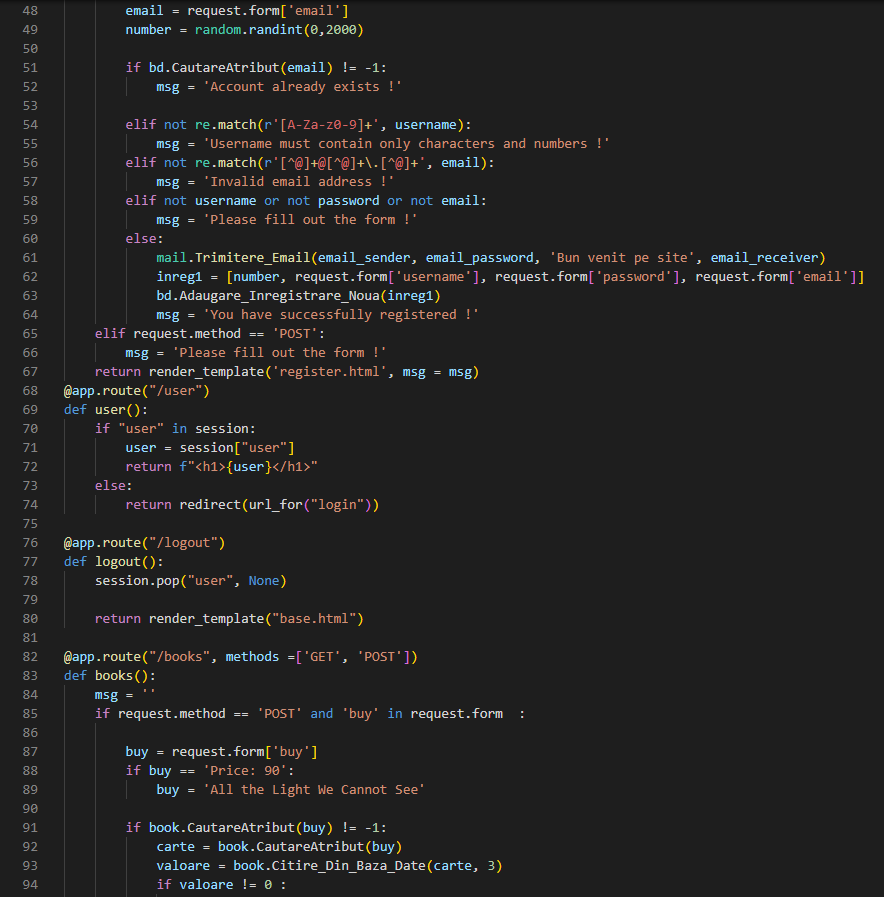 48 email = request.form['email']
49 number = random.randint(0,2000)
50
51 if bd.CautareAtribut(email) != -1:
52 msg = 'Account already exists !'
53
54 elif not re.match(r'[A-Za-z0-9]+', username):
55 msg = 'Username must contain only characters and numbers !'
56 elif not re.match(r'[^@]+@[^@]+\.[^@]+', email):
57 msg = 'Invalid email address !'
58 elif not username or not password or not email:
59 msg = 'Please fill out the form !'
60 else:
61 mail.Trimitere_Email(email_sender, email_password, 'Bun venit pe site', email_receiver)
62 inreg1 = [number, request.form['username'], request.form['password'], request.form['email']]
63 bd.Adaugare_Inregistrare_Noua(inreg1)
64 msg = 'You have successfully registered !'
65 elif request.method == 'POST':
66 msg = 'Please fill out the form !'
67 return render_template('register.html', msg = msg)
68 @app.route("/user")
69 def user():
70 if "user" in session:
71 user = session["user"]
72 return f"<h1>{user}</h1>"
73 else:
74 return redirect(url_for("login"))
75
76 @app.route("/logout")
77 def logout():
78 session.pop("user", None)
79
80 return render_template("base.html")
81
82 @app.route("/books", methods =['GET', 'POST'])
83 def books():
84 msg = ''
85 if request.method == 'POST' and 'buy' in request.form  :
86
87 buy = request.form['buy']
88 if buy == 'Price: 90':
89 buy = 'All the Light We Cannot See'
90
91 if book.CautareAtribut(buy) != -1:
92 carte = book.CautareAtribut(buy)
93 valoare = book.Citire_Din_Baza_Date(carte, 3)
94 if valoare != 0 :